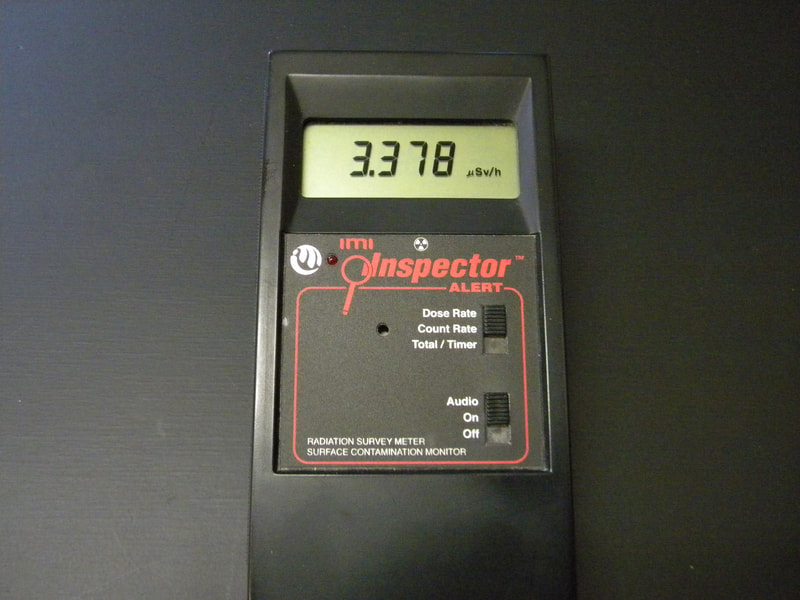 3.378 µSv/h
imi
Inspector™
ALERT
Dose Rate
Count Rate
Total / Timer
Audio
On
Off
RADIATION SURVEY METER
SURFACE CONTAMINATION MONITOR